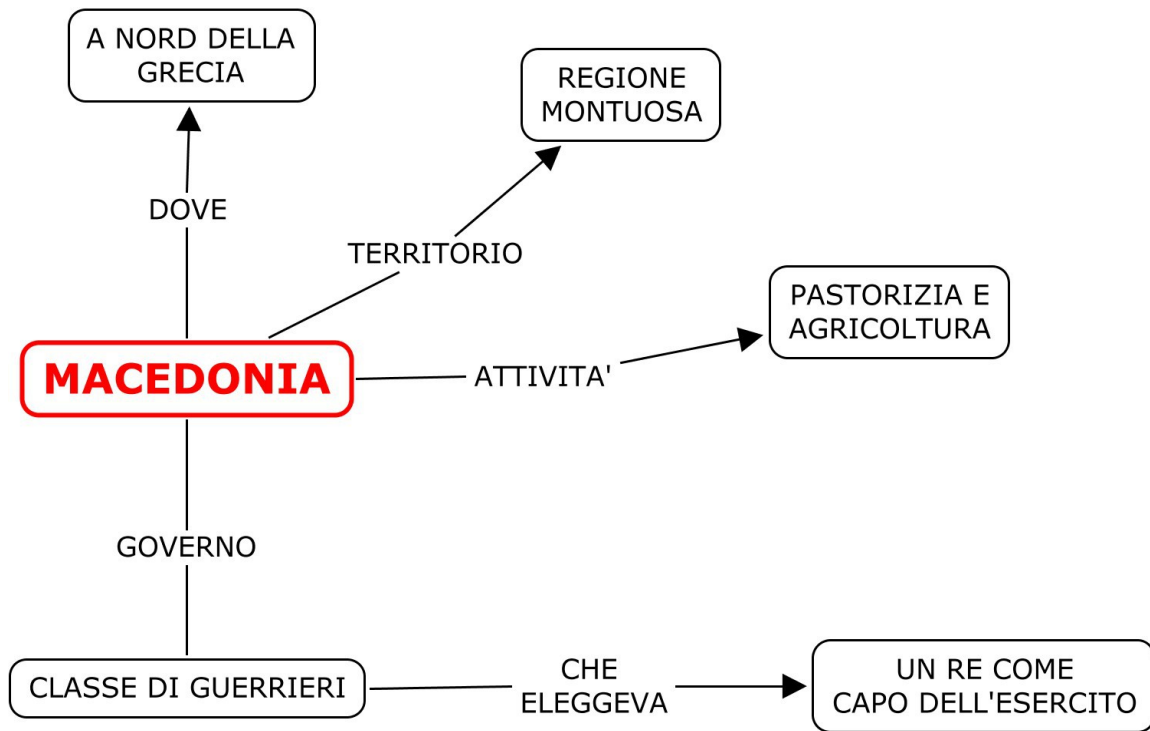 A NORD DELLA
GRECIA
REGIONE
MONTUOSA
DOVE
TERRITORIO
PASTORIZIA E
AGRICOLTURA
MACEDONIA
ATTIVITA'
GOVERNO
CLASSE DI GUERRIERI
CHE
ELEGGEVA
UN RE COME
CAPO DELL'ESERCITO